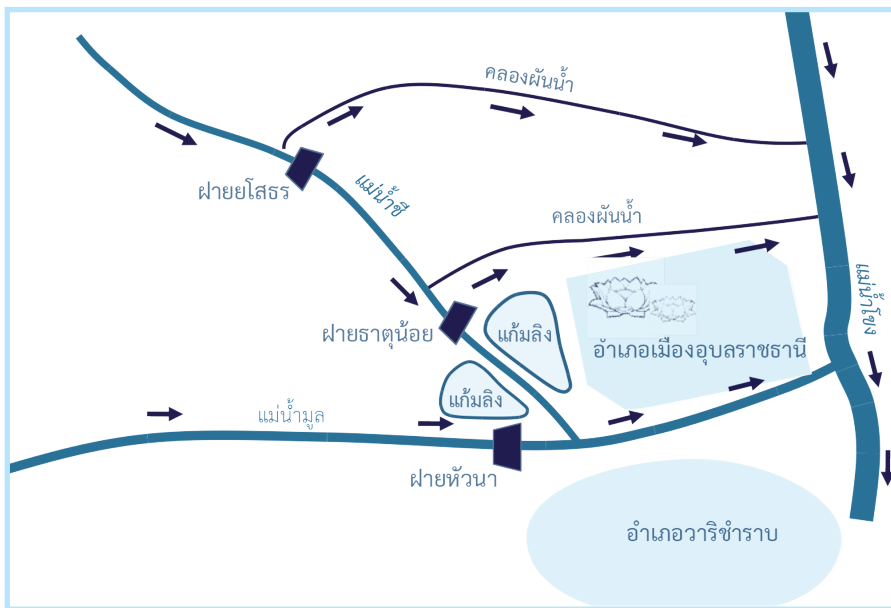 คลองผันน้ำ
ฝายยโสธร
แม่น้ำชี
คลองผันน้ำ
แม่น้ำโขง
ฝายธาตุน้อย
แก้มลิง
อำเภอเมืองอุบลราชธานี
แก้มลิง
แม่น้ำมูล
ฝายหัวนา
อำเภอวาริชำราบ